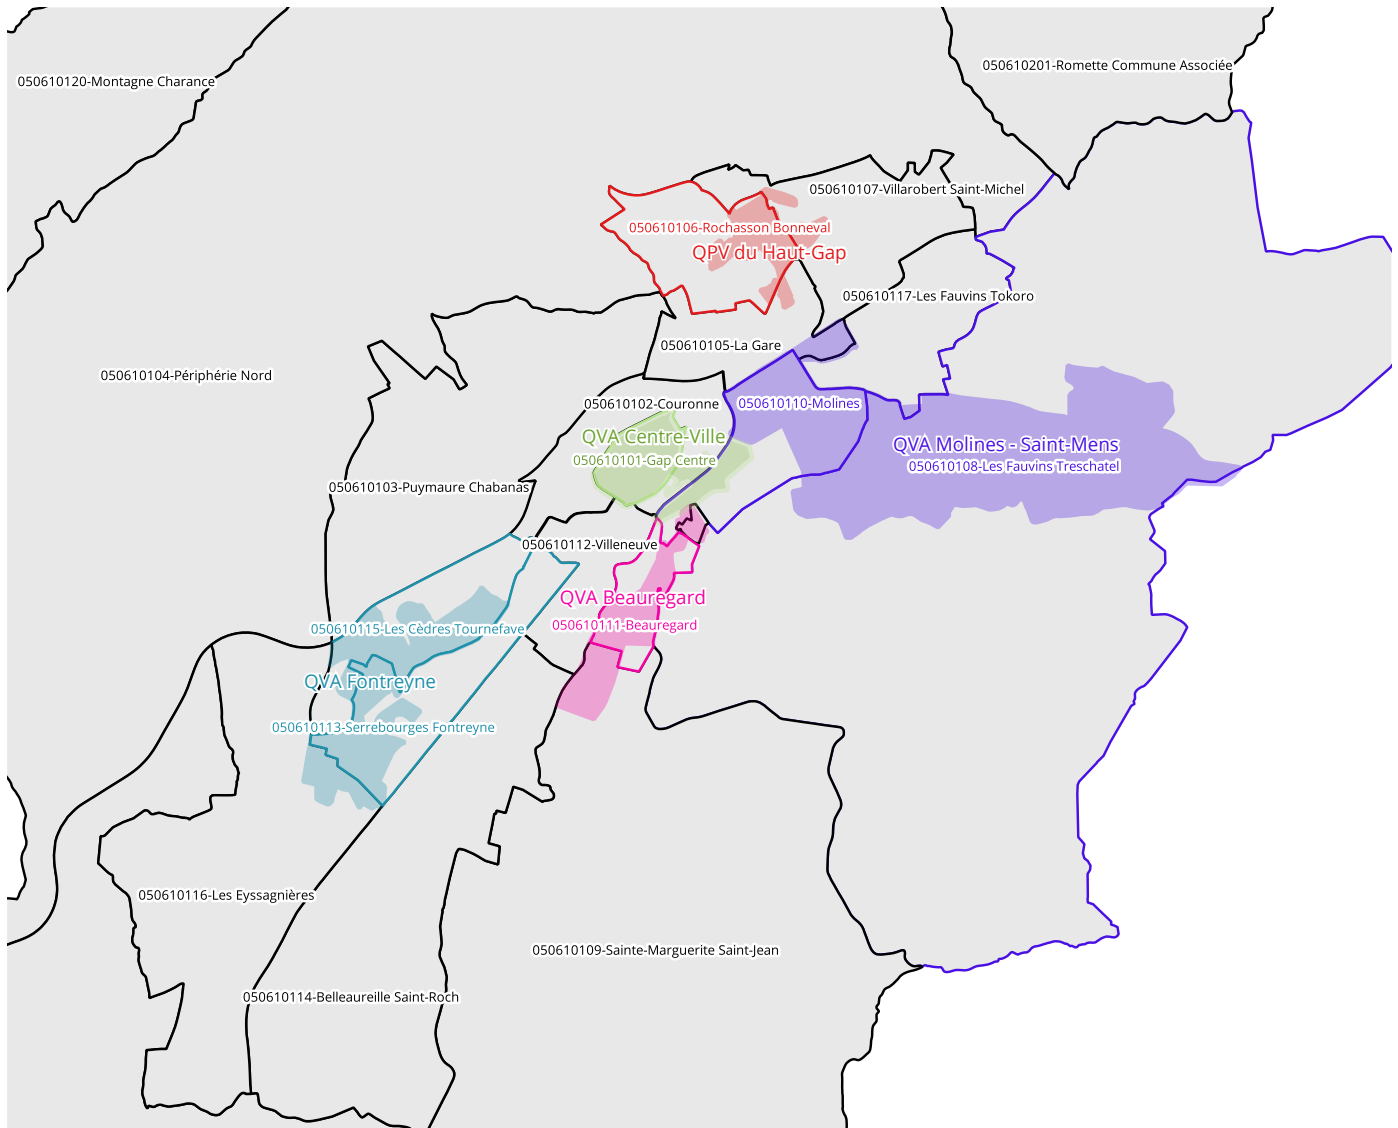 050610201-Romette Commune Associée
050610120-Montagne Charance
050610107-Villarobert Saint-Michel
050610106-Rochasson Bonneval
QPV du Haut-Gap
050610117-Les Fauvins Tokoro
050610105-La Gare
050610104-Périphérie Nord
050610102-Couronne
050610110-Molines
QVA Centre-Ville
QVA Molines - Saint-Mens
050610101-Gap Centre
050610108-Les Fauvins Treschatel
050610103-Puymaure Chabanas
050610112-Villeneuve
QVA Beauregard
050610111-Beauregard
050610115-Les Cèdres Tournefave
QVA Fontreyne
050610113-Serrebourges Fontreyne
050610116-Les Eyssagnières
050610109-Sainte-Marguerite Saint-Jean
050610114-Belleaureille Saint-Roch